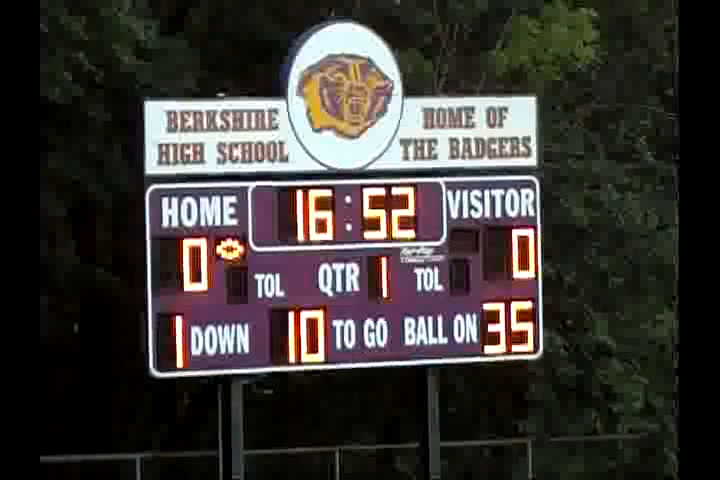 BERKSHIRE
HIGH SCHOOL
HOME OF
THE BADGERS
HOME
16:52
VISITOR
0
0
TOL
QTR 1
TOL
1 DOWN
10 TO GO
BALL ON 35